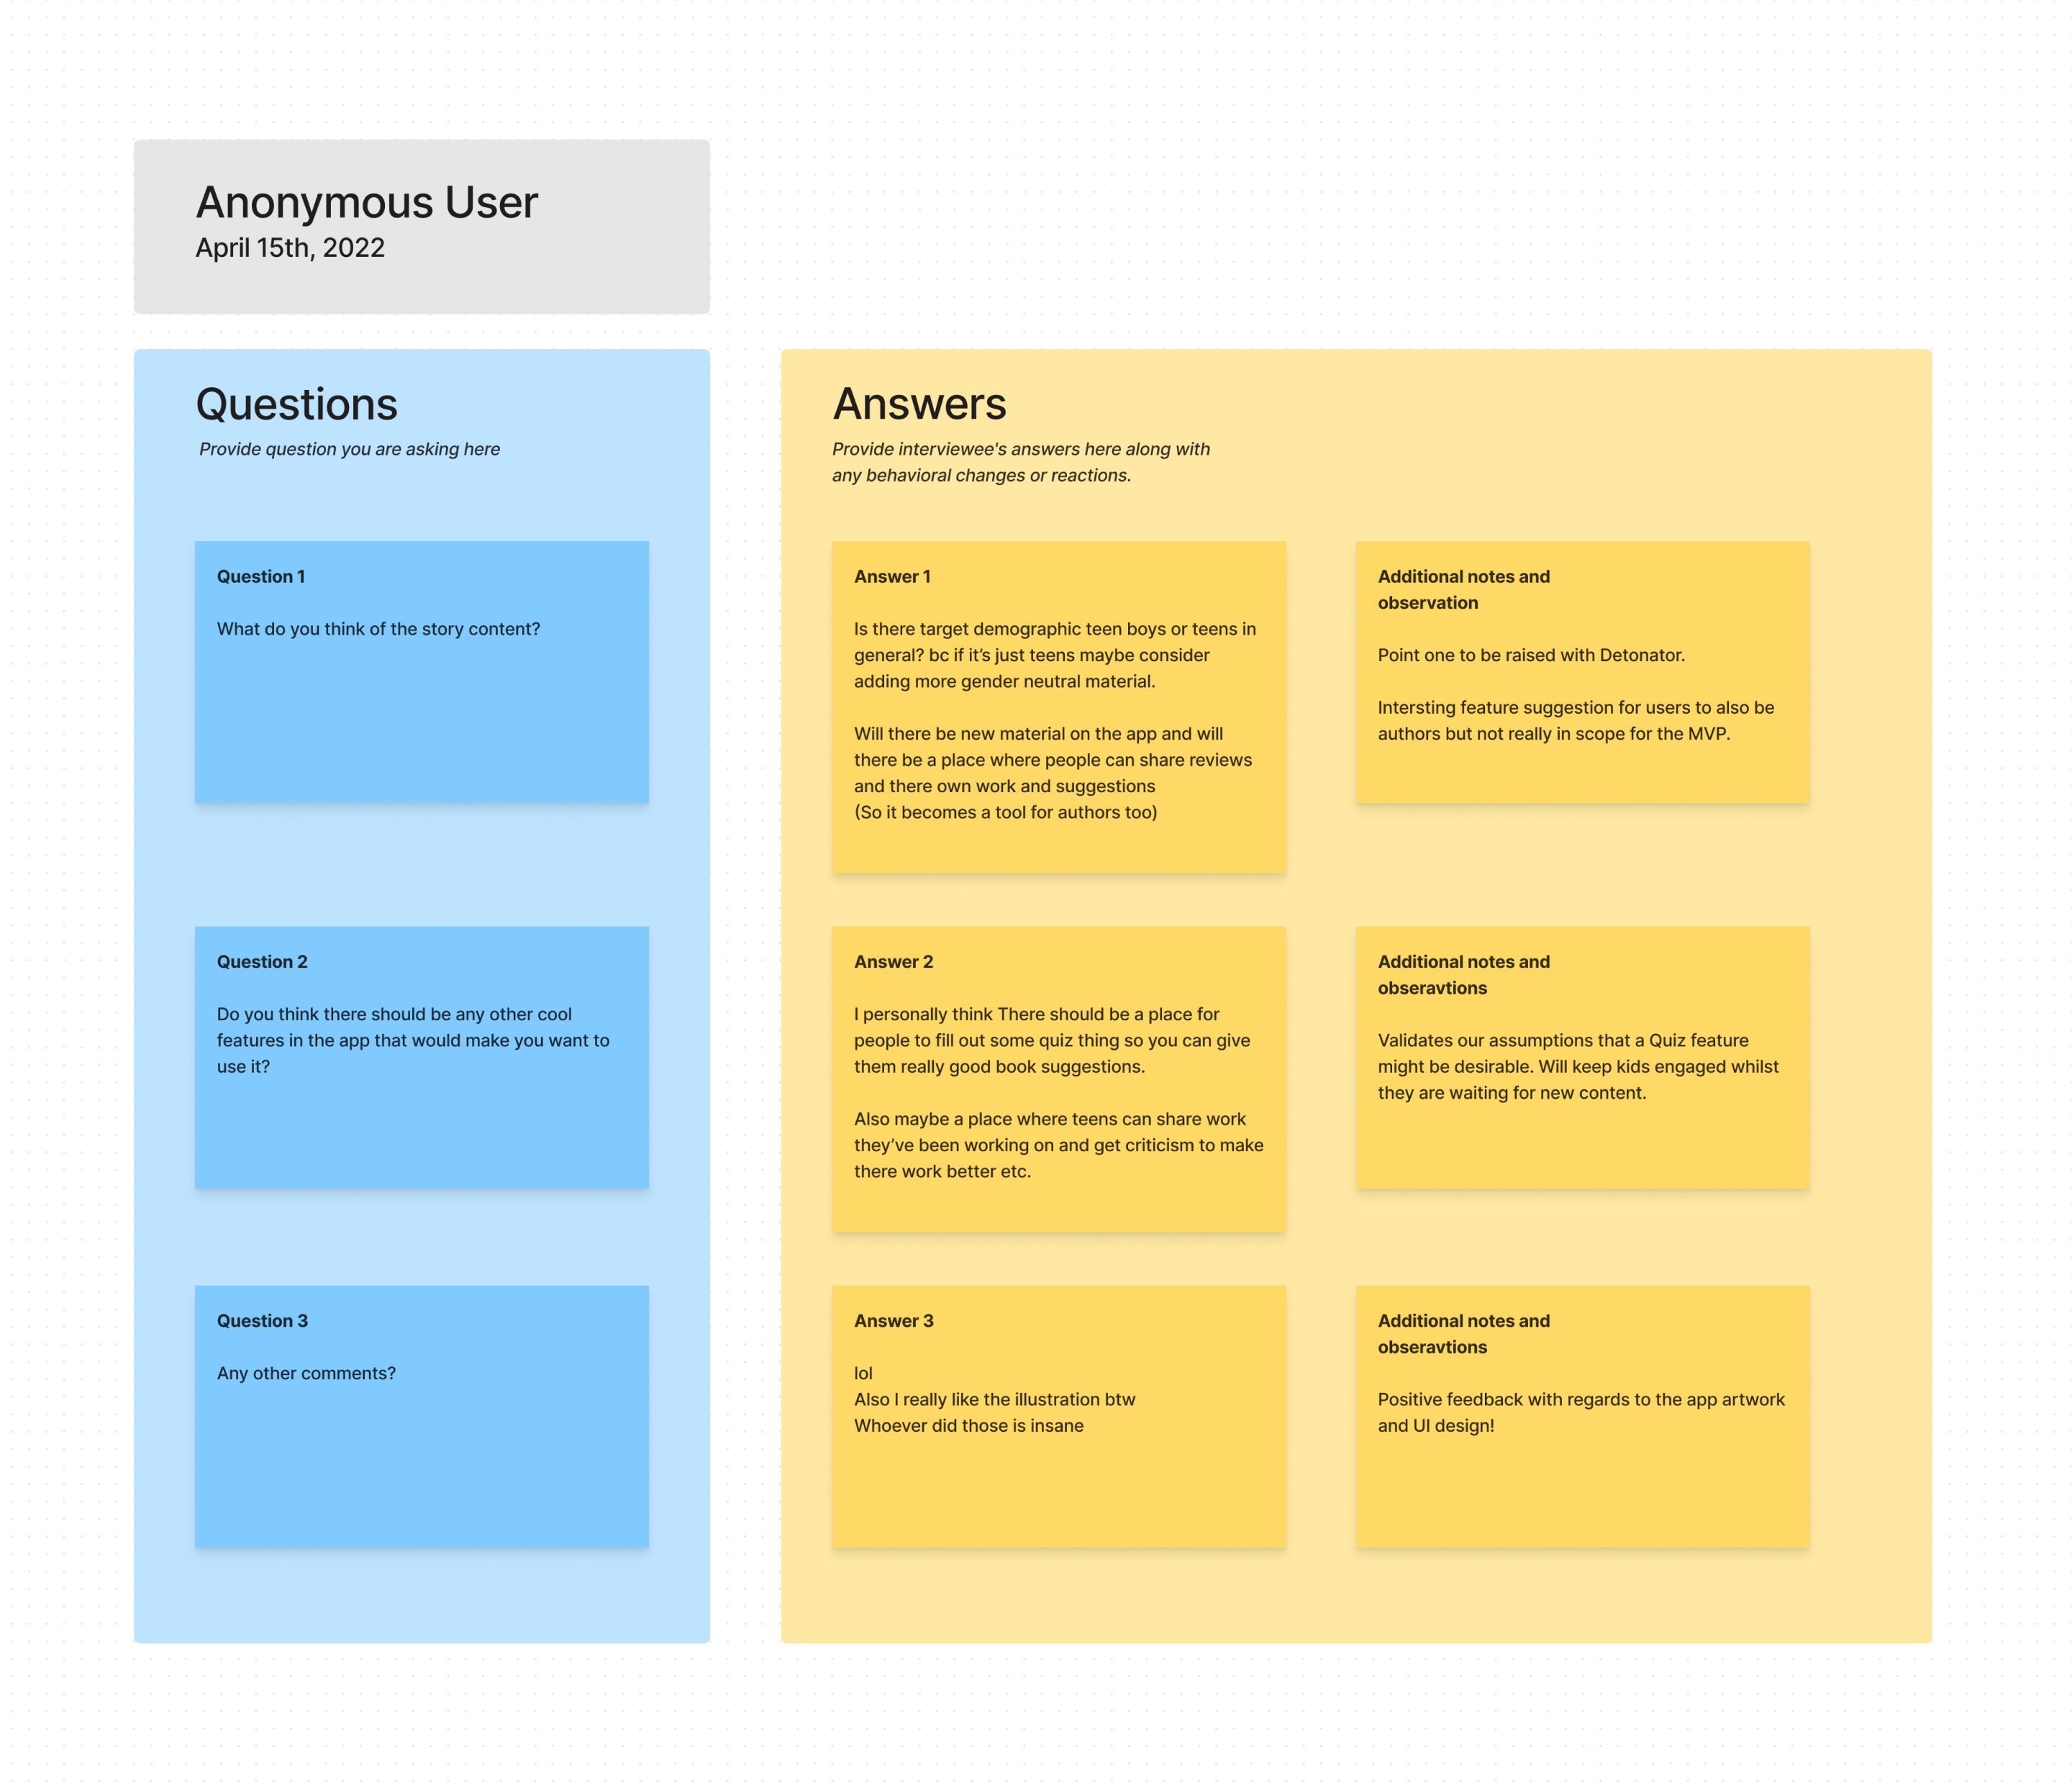 Anonymous User
April 15th, 2022
Questions
Provide question you are asking here
Question 1
What do you think of the story content?
Question 2
Do you think there should be any other cool
features in the app that would make you want to
use it?
Question 3
Any other comments?
Answers
Provide interviewee's answers here along with
any behavioral changes or reactions.
Answer 1
Is there target demographic teen boys or teens in
general? bc if it’s just teens maybe consider
adding more gender neutral material.
Will there be new material on the app and will
there be a place where people can share reviews
and there own work and suggestions
(So it becomes a tool for authors too)
Additional notes and
observation
Point one to be raised with Detonator.
Intersting feature suggestion for users to also be
authors but not really in scope for the MVP.
Answer 2
I personally think There should be a place for
people to fill out some quiz thing so you can give
them really good book suggestions.
Also maybe a place where teens can share work
they’ve been working on and get criticism to make
there work better etc.
Additional notes and
obseravtions
Validates our assumptions that a Quiz feature
might be desirable. Will keep kids engaged whilst
they are waiting for new content.
Answer 3
lol
Also I really like the illustration btw
Whoever did those is insane
Additional notes and
obseravtions
Positive feedback with regards to the app artwork
and UI design!